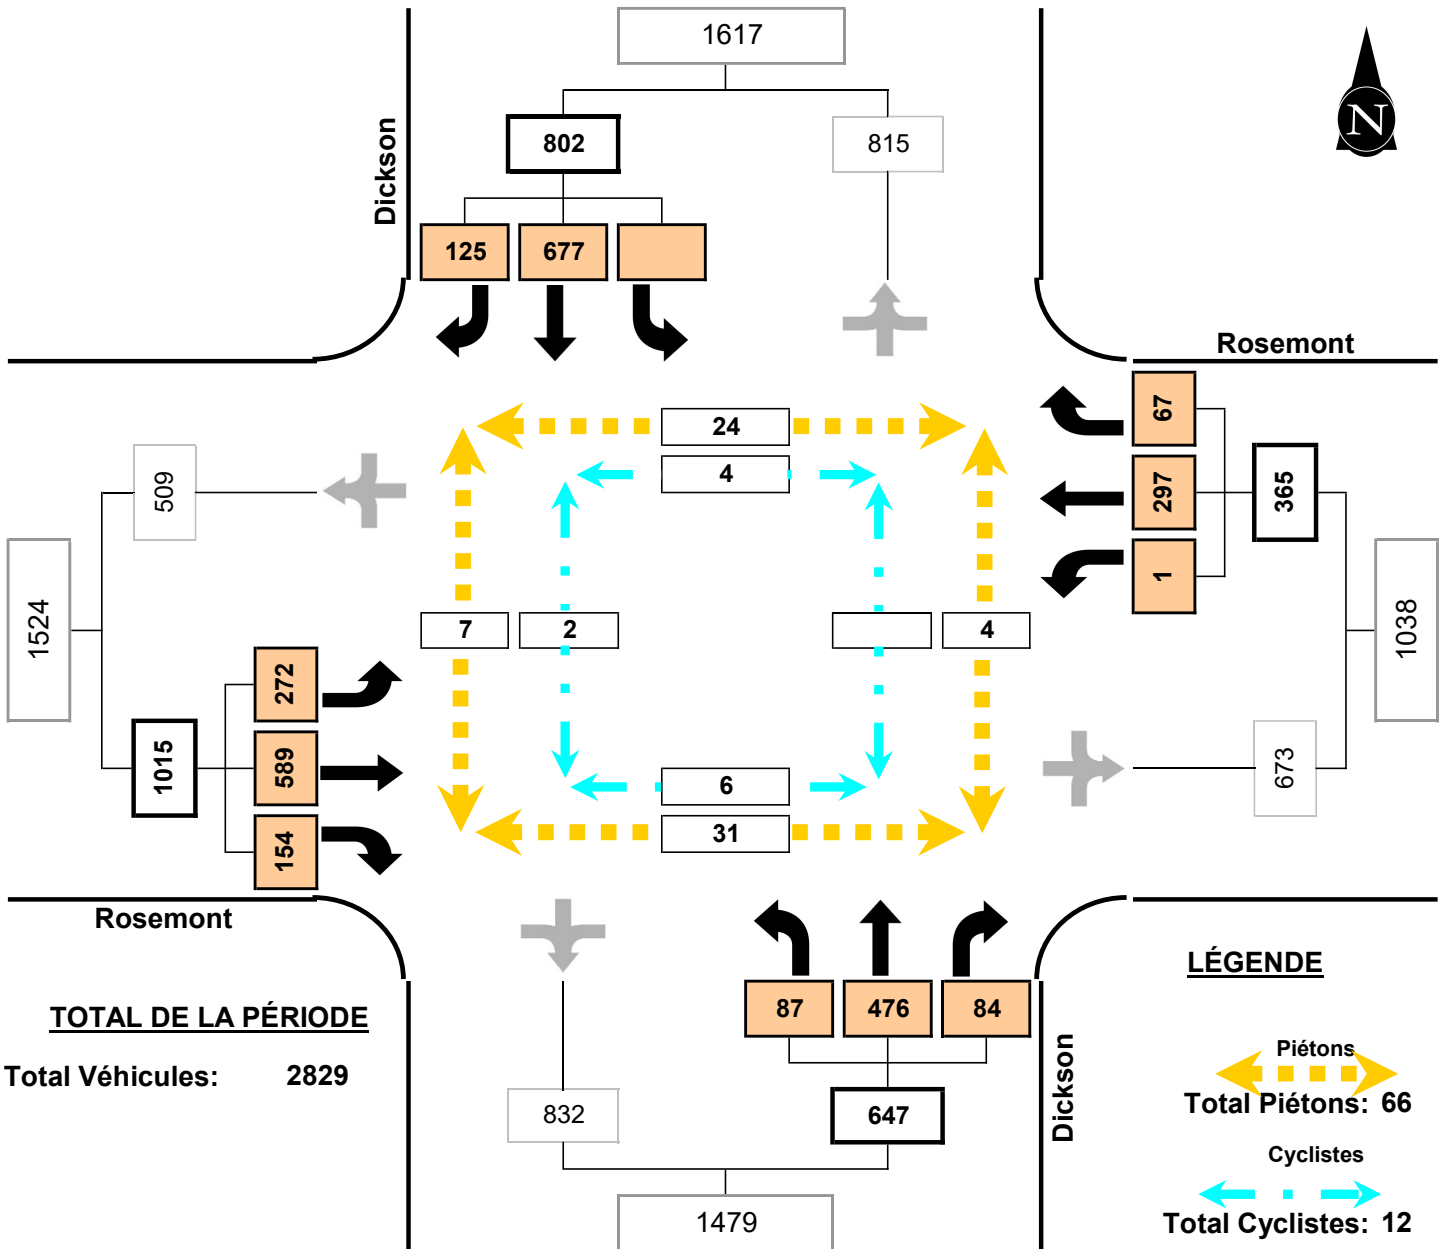 1617
802
815
Dickson
125 677
N
Rosemont
67
297
1
365
1038
24
4
509
1524
7 2 4
272
589
154
1015
673
6
31
Rosemont
87 476 84
LÉGENDE
TOTAL DE LA PÉRIODE
Total Véhicules: 2829
Piétons
Total Piétons: 66
832
647
Dickson
Cyclistes
Total Cyclistes: 12
1479